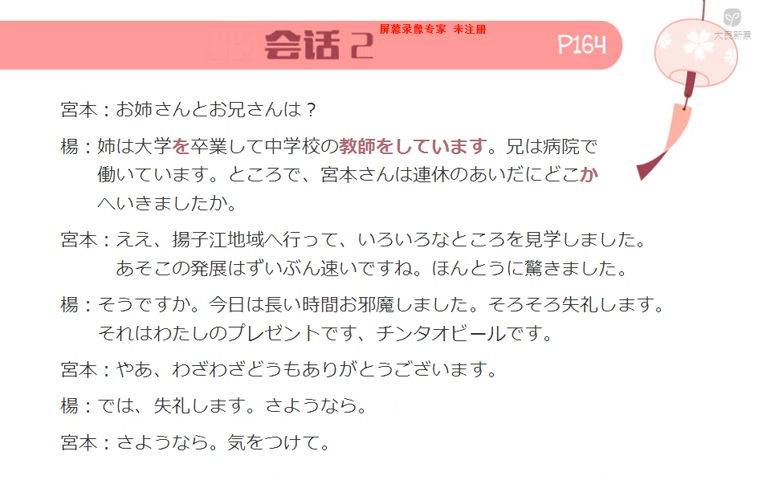 会话 2
屏幕录像专家 未注册
P164
大良新景
宮本：お姉さんとお兄さんは？
楊：姉は大学を卒業して中学校の教師をしています。兄は病院で
働いています。ところで、宮本さんは連休のあいだにどこか
へいきましたか。
宮本：ええ、揚子江地域へ行って、いろいろなところを見学しました。
あそこの発展はずいぶん速いですね。ほんとうに驚きました。
楊：そうですか。今日は長い時間お邪魔しました。そろそろ失礼します。
それはわたしのプレゼントです、チンタオビールです。
宮本：やあ、わざわざどうもありがとうございます。
楊：では、失礼します。さようなら。
宮本：さようなら。気をつけて。